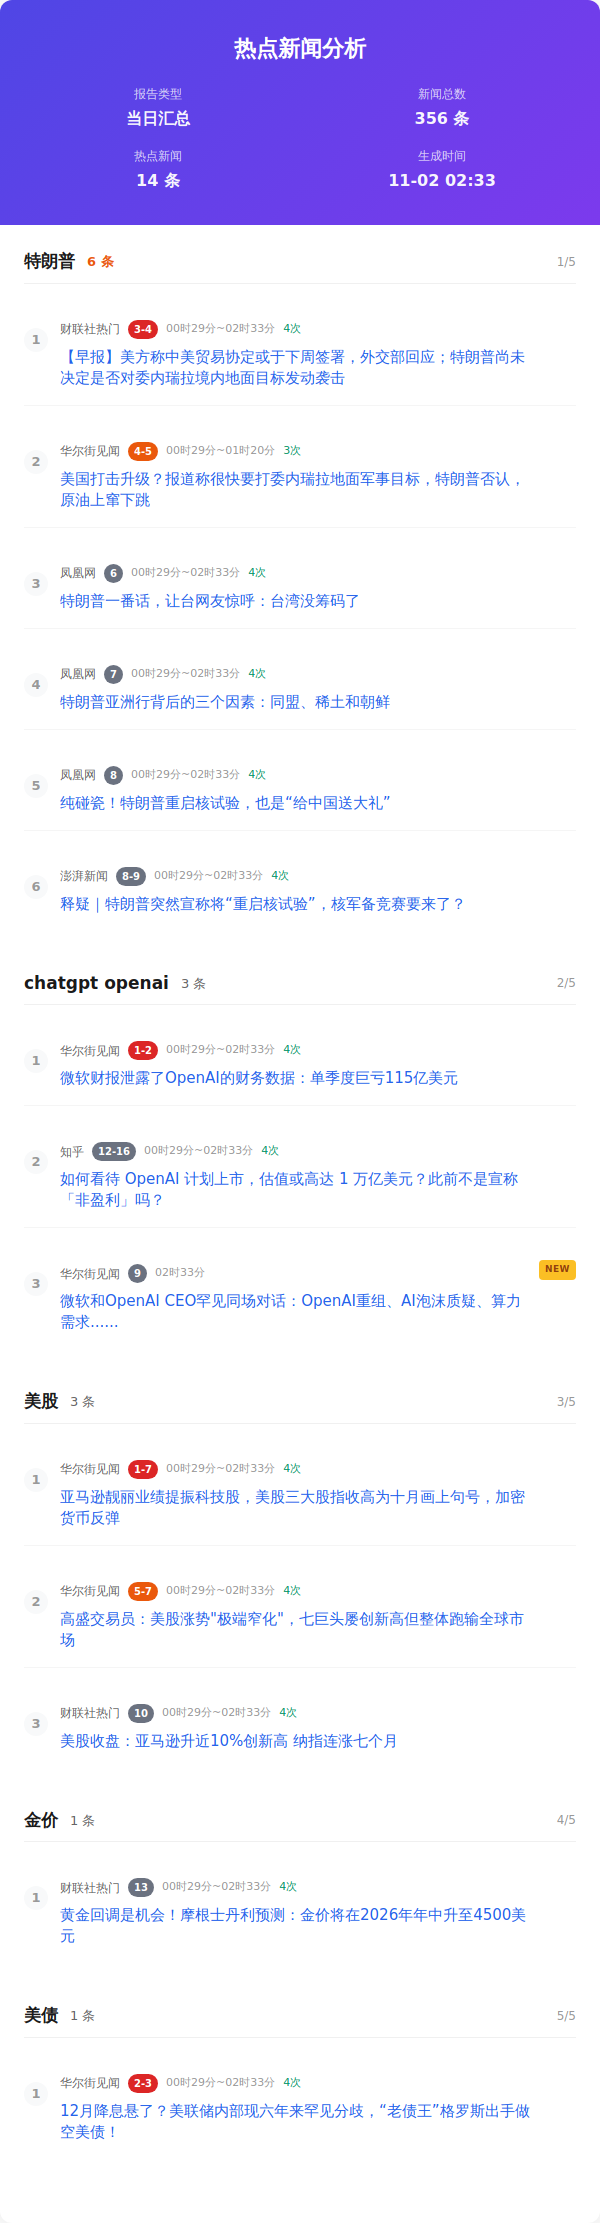 热点新闻分析
报告类型
新闻总数
当日汇总
356 条
热点新闻
生成时间
14 条
11-02 02:33
特朗普 6 条 1/5
1 财联社热门 3-4 00时29分~02时33分 4次
【早报】美方称中美贸易协定或于下周签署，外交部回应；特朗普尚未
决定是否对委内瑞拉境内地面目标发动袭击
2 华尔街见闻 4-5 00时29分~01时20分 3次
美国打击升级？报道称很快要打委内瑞拉地面军事目标，特朗普否认，
原油上窜下跳
3 凤凰网 6 00时29分~02时33分 4次
特朗普一番话，让台网友惊呼：台湾没筹码了
4 凤凰网 7 00时29分~02时33分 4次
特朗普亚洲行背后的三个因素：同盟、稀土和朝鲜
5 凤凰网 8 00时29分~02时33分 4次
纯碰瓷！特朗普重启核试验，也是“给中国送大礼”
6 澎湃新闻 8-9 00时29分~02时33分 4次
释疑｜特朗普突然宣称将“重启核试验”，核军备竞赛要来了？
chatgpt openai 3 条 2/5
1 华尔街见闻 1-2 00时29分~02时33分 4次
微软财报泄露了OpenAI的财务数据：单季度巨亏115亿美元
2 知乎 12-16 00时29分~02时33分 4次
如何看待 OpenAI 计划上市，估值或高达 1 万亿美元？此前不是宣称
「非盈利」吗？
3 华尔街见闻 9 02时33分 NEW
微软和OpenAI CEO罕见同场对话：OpenAI重组、AI泡沫质疑、算力
需求……
美股 3 条 3/5
1 华尔街见闻 1-7 00时29分~02时33分 4次
亚马逊靓丽业绩提振科技股，美股三大股指收高为十月画上句号，加密
货币反弹
2 华尔街见闻 5-7 00时29分~02时33分 4次
高盛交易员：美股涨势"极端窄化"，七巨头屡创新高但整体跑输全球市
场
3 财联社热门 10 00时29分~02时33分 4次
美股收盘：亚马逊升近10%创新高 纳指连涨七个月
金价 1 条 4/5
1 财联社热门 13 00时29分~02时33分 4次
黄金回调是机会！摩根士丹利预测：金价将在2026年年中升至4500美
元
美债 1 条 5/5
1 华尔街见闻 2-3 00时29分~02时33分 4次
12月降息悬了？美联储内部现六年来罕见分歧，“老债王”格罗斯出手做
空美债！